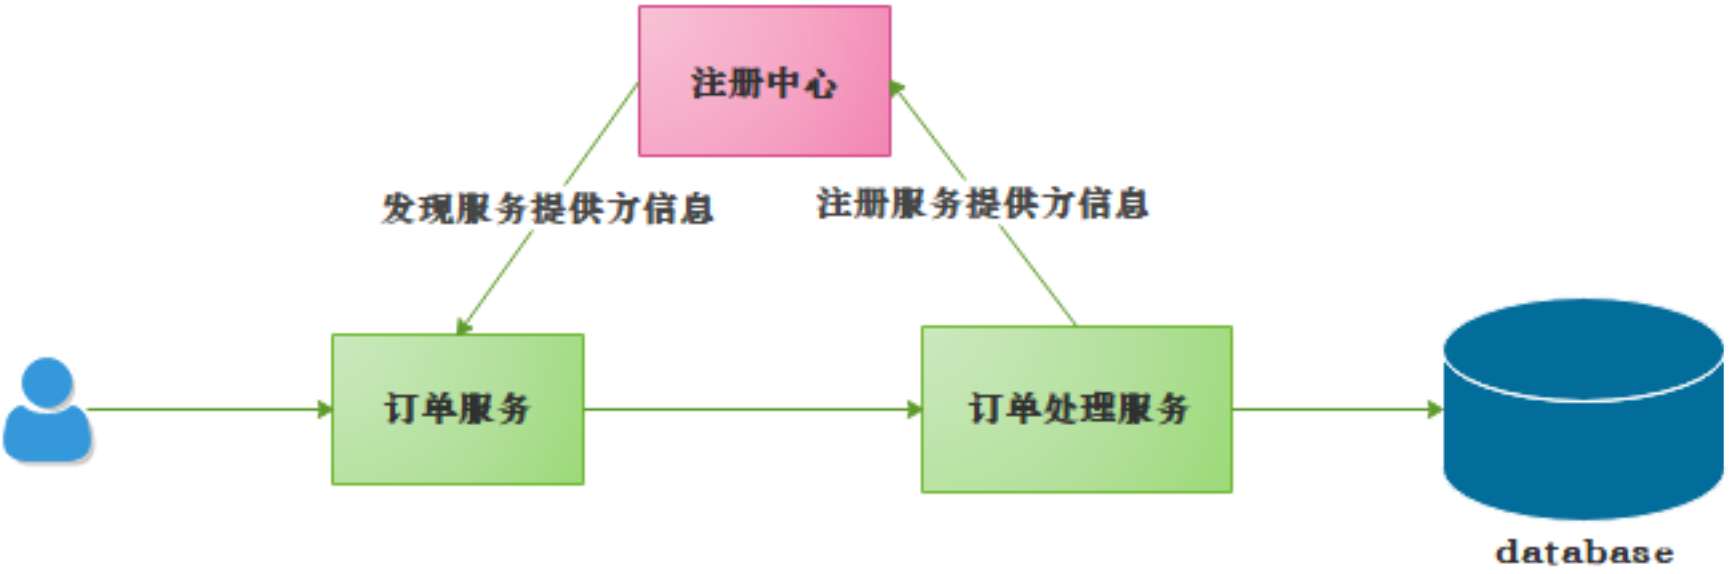 注册中心
发现服务提供方信息
注册服务提供方信息
订单服务
订单处理服务
database